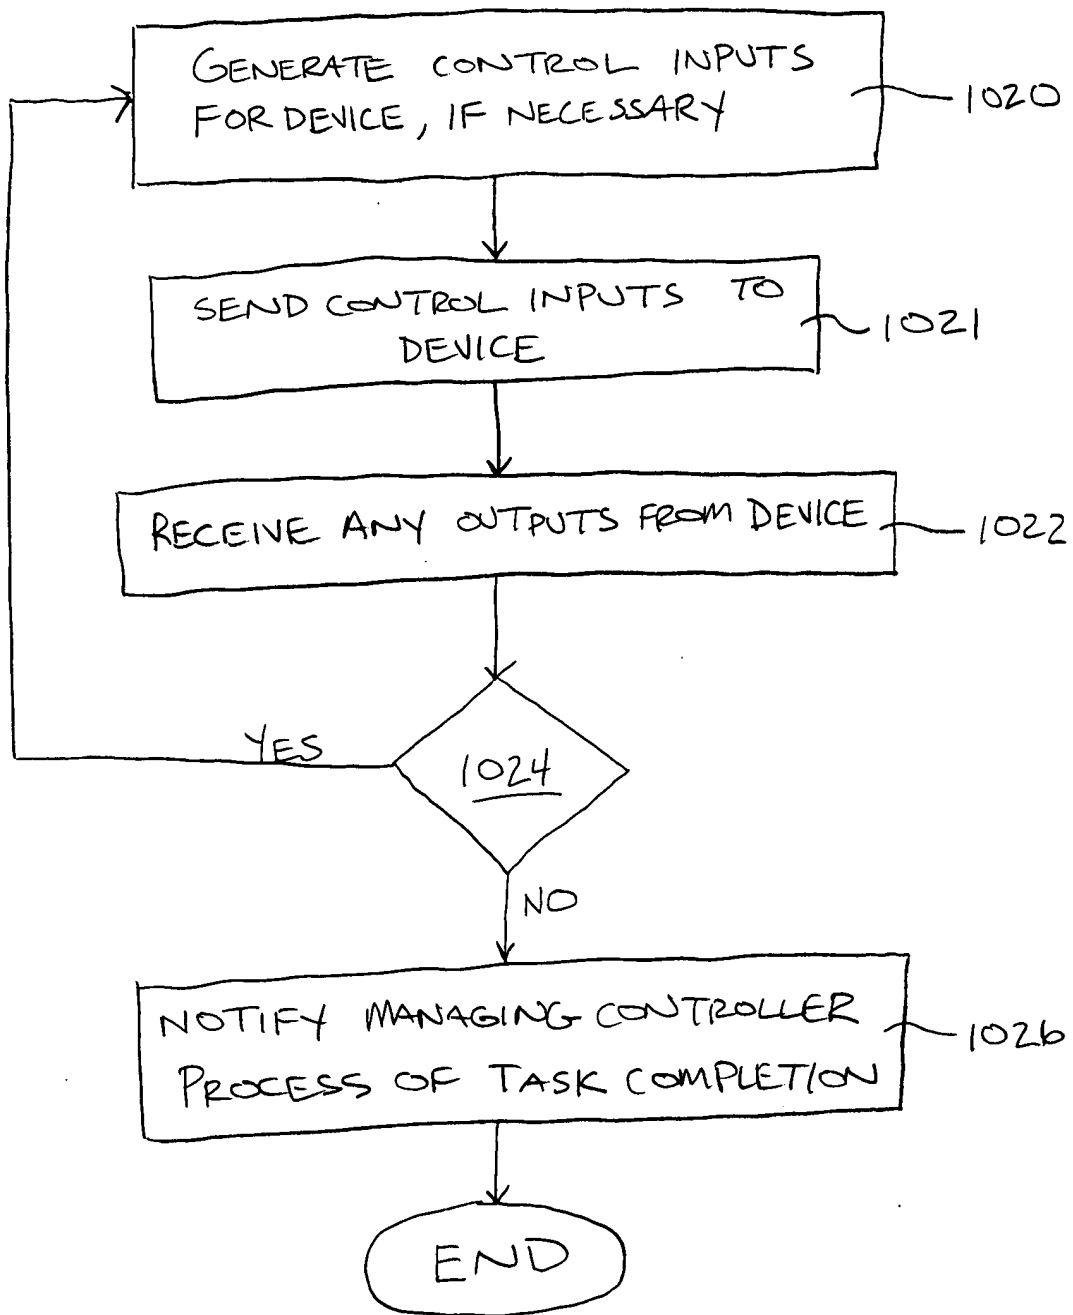 GENERATE CONTROL INPUTS
FOR DEVICE, IF NECESSARY
1020
SEND CONTROL INPUTS TO
DEVICE
1021
RECEIVE ANY OUTPUTS FROM DEVICE
1022
YES
1024
NO
NOTIFY MANAGING CONTROLLER
PROCESS OF TASK COMPLETION
1026
END